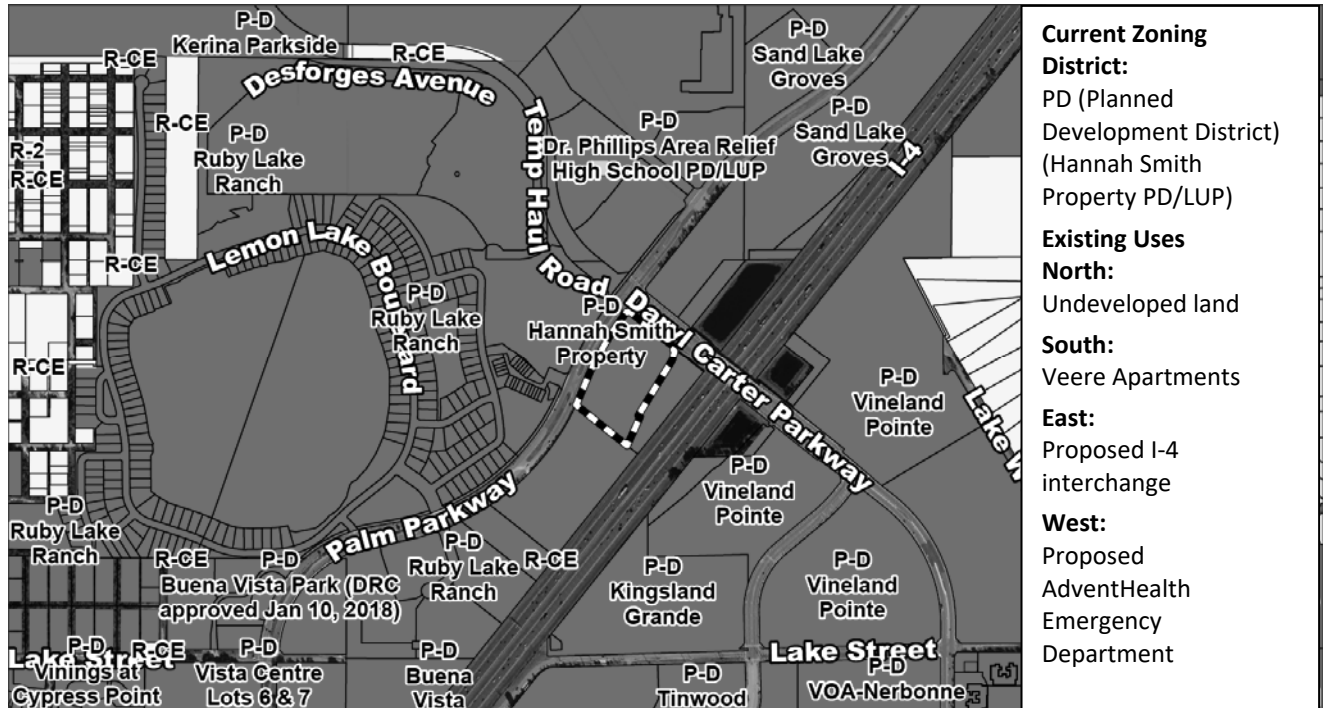 P-D
Kerina Parkside
R-CE
R-CE
Desforges Avenue
P-D
Sand Lake
Groves
R-CE
P-D
Ruby Lake
Ranch
Temp Haul Road
P-D
Dr. Phillips Area Relief
High School PD/LUP
P-D
Sand Lake
Groves
I-4
R-2
R-CE
R-CE
Lemon Lake Boulevard
P-D
Ruby Lake
Ranch
P-D
Hannah Smith
Property
Daryl Carter Parkway
R-CE
P-D
Vineland
Pointe
Lake W
P-D
Vineland
Pointe
Palm Parkway
P-D
Ruby Lake
Ranch
R-CE
P-D
Buena Vista Park (DRC
approved Jan 10, 2018)
P-D
Ruby Lake
Ranch
R-CE
P-D
Kingsland
Grande
P-D
Vineland
Pointe
Lake Street
P-D
Vinings at
Cypress Point
R-CE
P-D
Vista Centre
Lots 6 & 7
P-D
Buena
Vista
P-D
Tinwood
Lake Street
P-D
VOA-Nerbonne
Current Zoning
District:
PD (Planned
Development District)
(Hannah Smith
Property PD/LUP)
Existing Uses
North:
Undeveloped land
South:
Veere Apartments
East:
Proposed I-4
interchange
West:
Proposed
AdventHealth
Emergency
Department